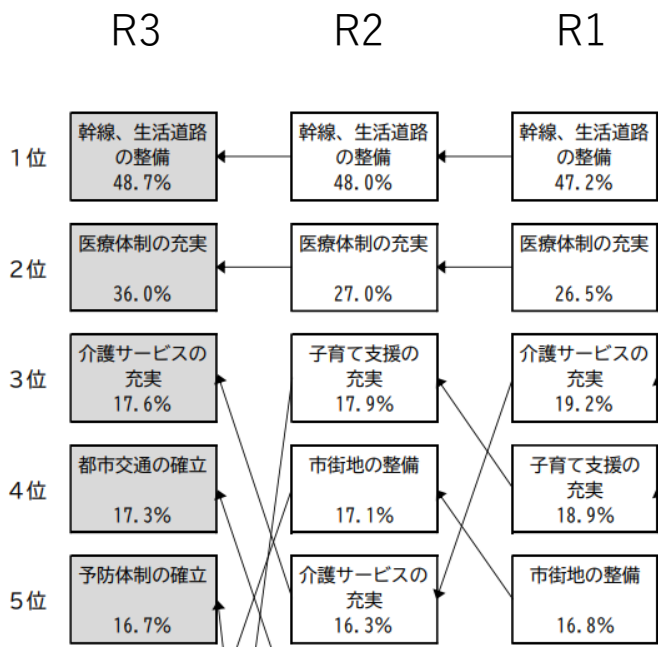 R3 R2 R1
1位
幹線、生活道路
の整備
48.7%
幹線、生活道路
の整備
48.0%
幹線、生活道路
の整備
47.2%
2位
医療体制の充実
36.0%
医療体制の充実
27.0%
医療体制の充実
26.5%
3位
介護サービスの
充実
17.6%
子育て支援の
充実
17.9%
介護サービスの
充実
19.2%
4位
都市交通の確立
17.3%
市街地の整備
17.1%
子育て支援の
充実
18.9%
5位
予防体制の確立
16.7%
介護サービスの
充実
16.3%
市街地の整備
16.8%